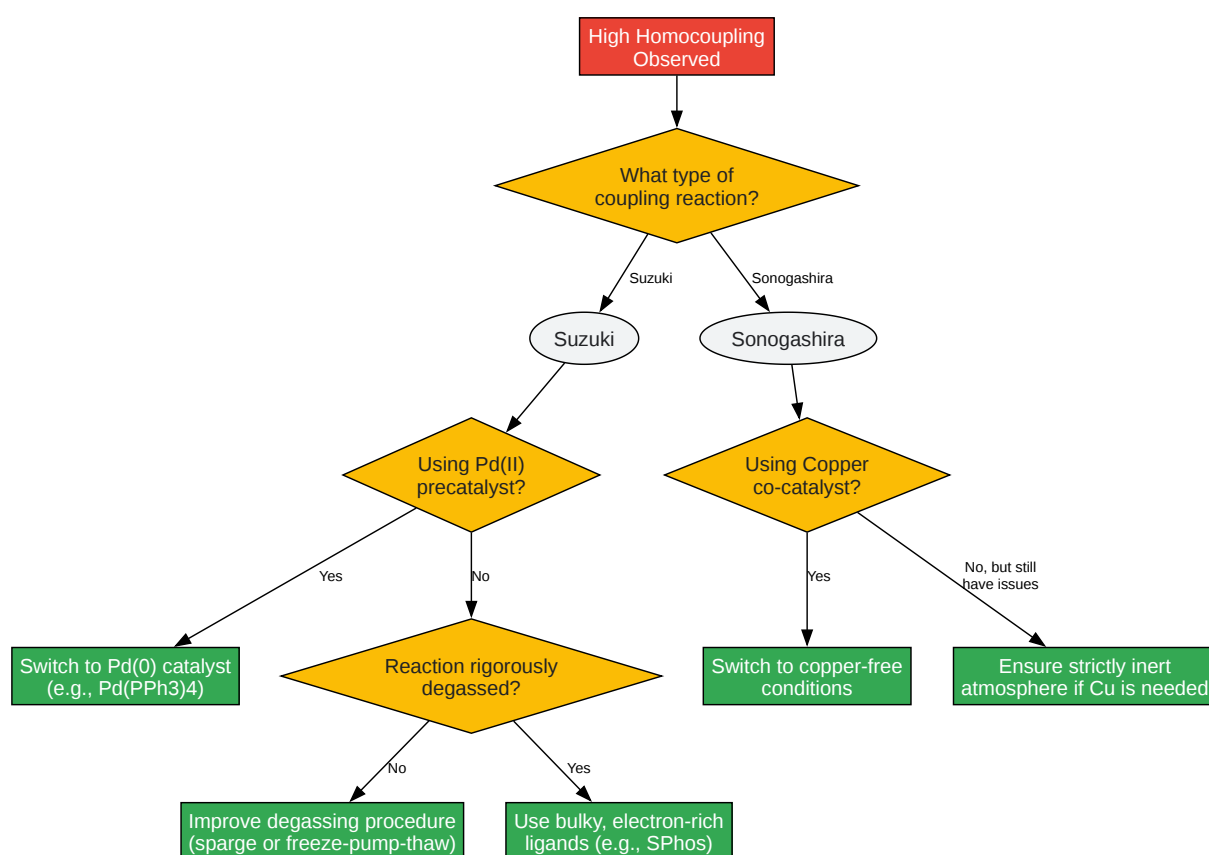 High Homocoupling
Observed
What type of
coupling reaction?
Suzuki
Sonogashira
Suzuki
Sonogashira
Using Pd(II)
precatalyst?
Using Copper
co-catalyst?
Yes
No
Yes
No, but still
have issues
Switch to Pd(0) catalyst
(e.g., Pd(PPh3)4)
Reaction rigorously
degassed?
Switch to copper-free
conditions
Ensure strictly inert
atmosphere if Cu is needed
No
Yes
Improve degassing procedure
(sparge or freeze-pump-thaw)
Use bulky, electron-rich
ligands (e.g., SPhos)